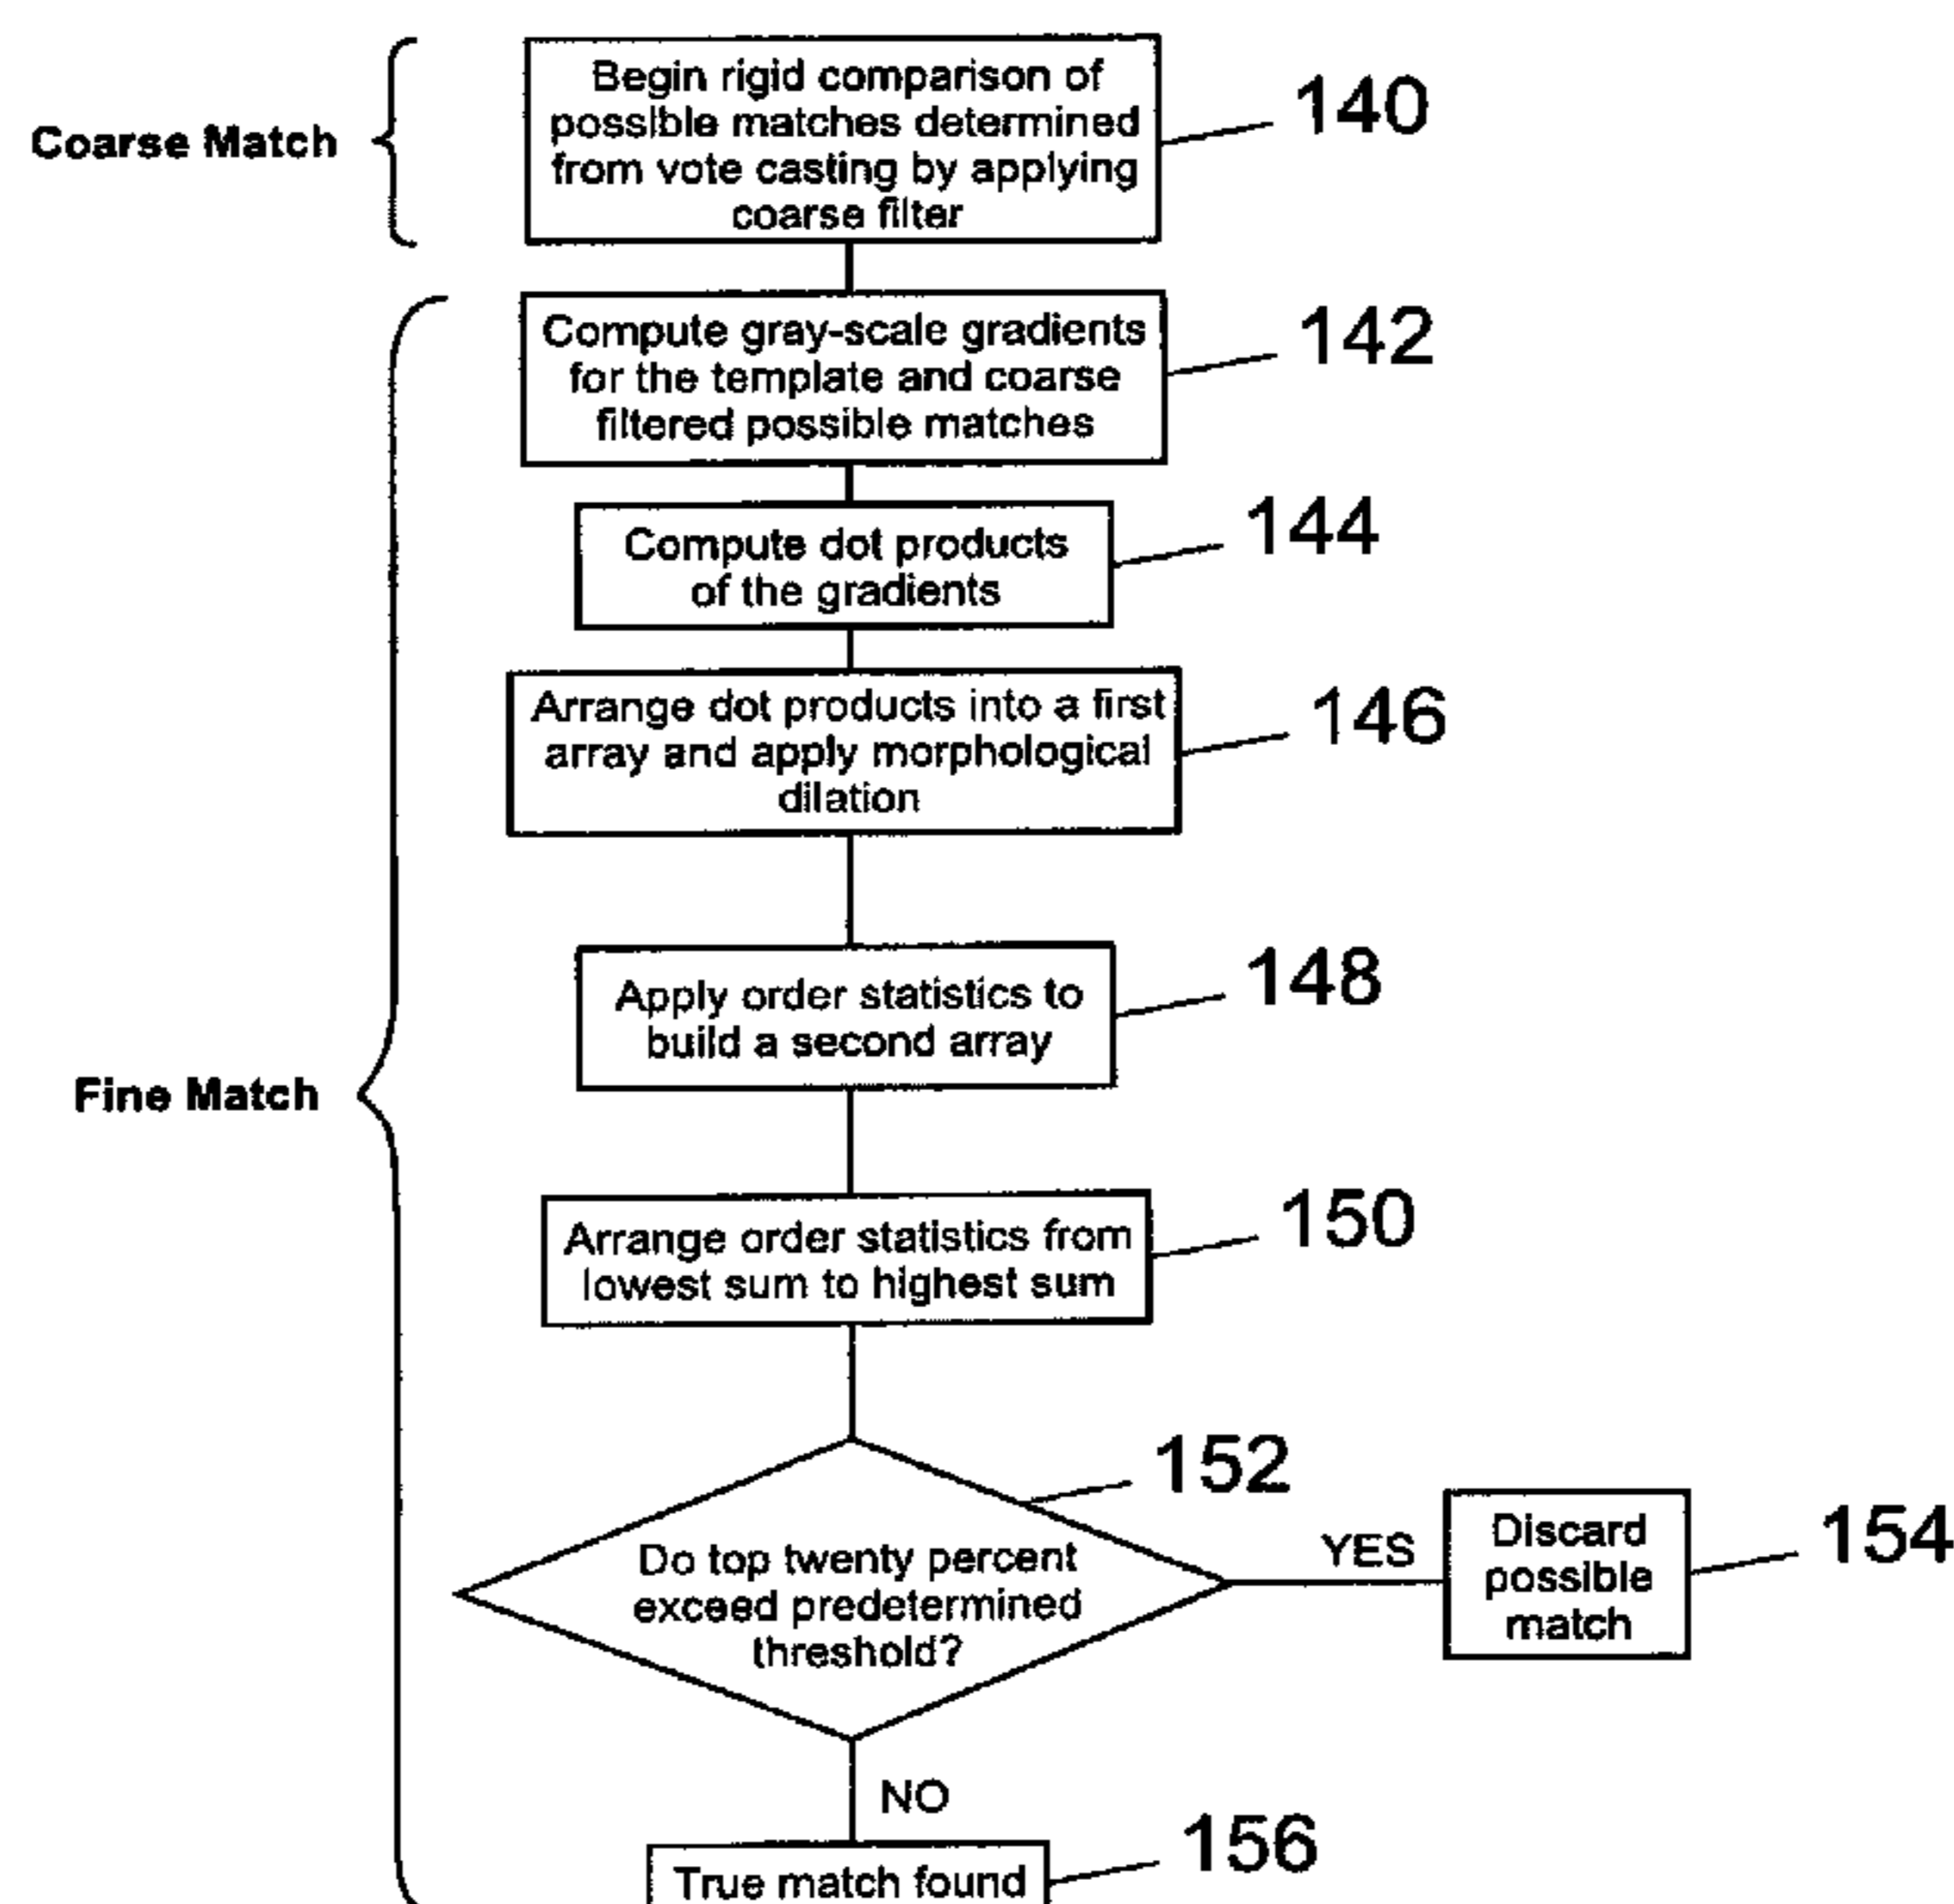 Coarse Match
Begin rigid comparison of
possible matches determined
from vote casting by applying
coarse filter
140
Compute gray-scale gradients
for the template and coarse
filtered possible matches
142
Compute dot products
of the gradients
144
Arrange dot products into a first
array and apply morphological
dilation
146
Apply order statistics to
build a second array
148
Fine Match
Arrange order statistics from
lowest sum to highest sum
150
Do top twenty percent
exceed predetermined
threshold?
152
YES
Discard
possible
match
154
NO
True match found
156